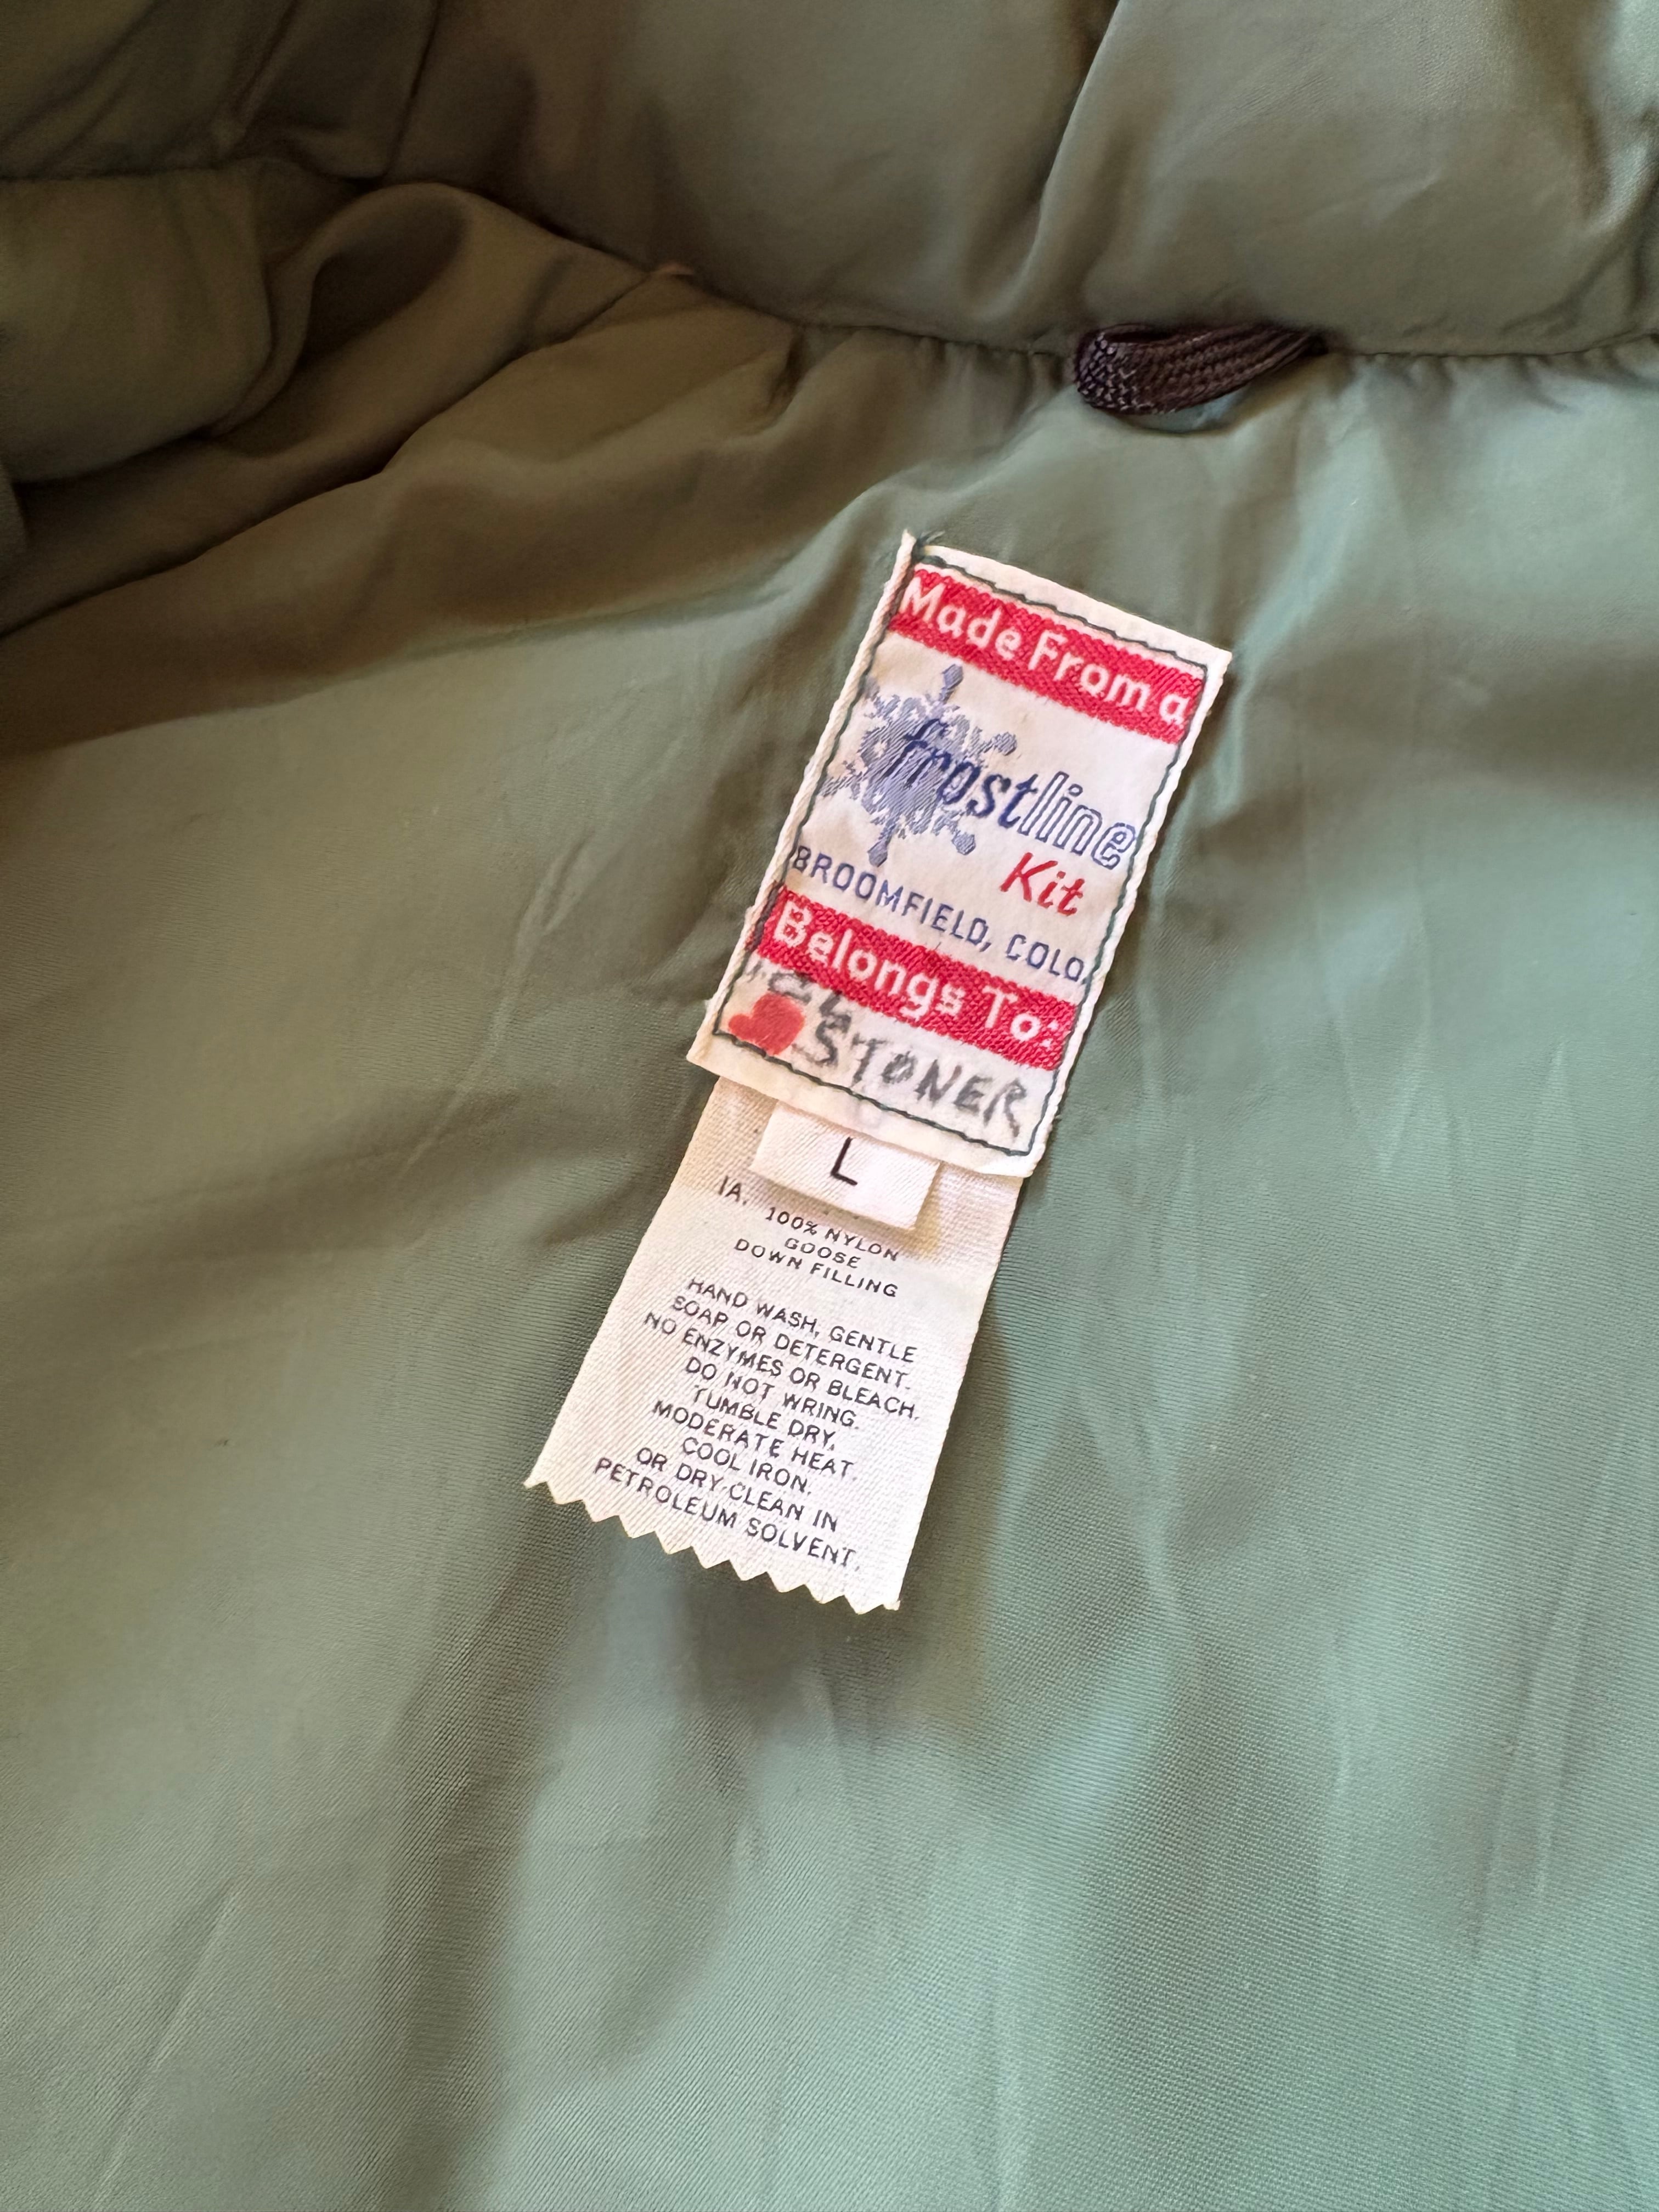 Made From a
frostline
Kit
BROOMFIELD, COLO.
Belongs To:
STONER
L
IA.
100% NYLON
GOOSE
DOWN FILLING
HAND WASH, GENTLE
SOAP OR DETERGENT.
NO ENZYMES OR BLEACH.
DO NOT WRING.
TUMBLE DRY,
MODERATE HEAT.
COOL IRON.
OR DRY CLEAN IN
PETROLEUM SOLVENT.